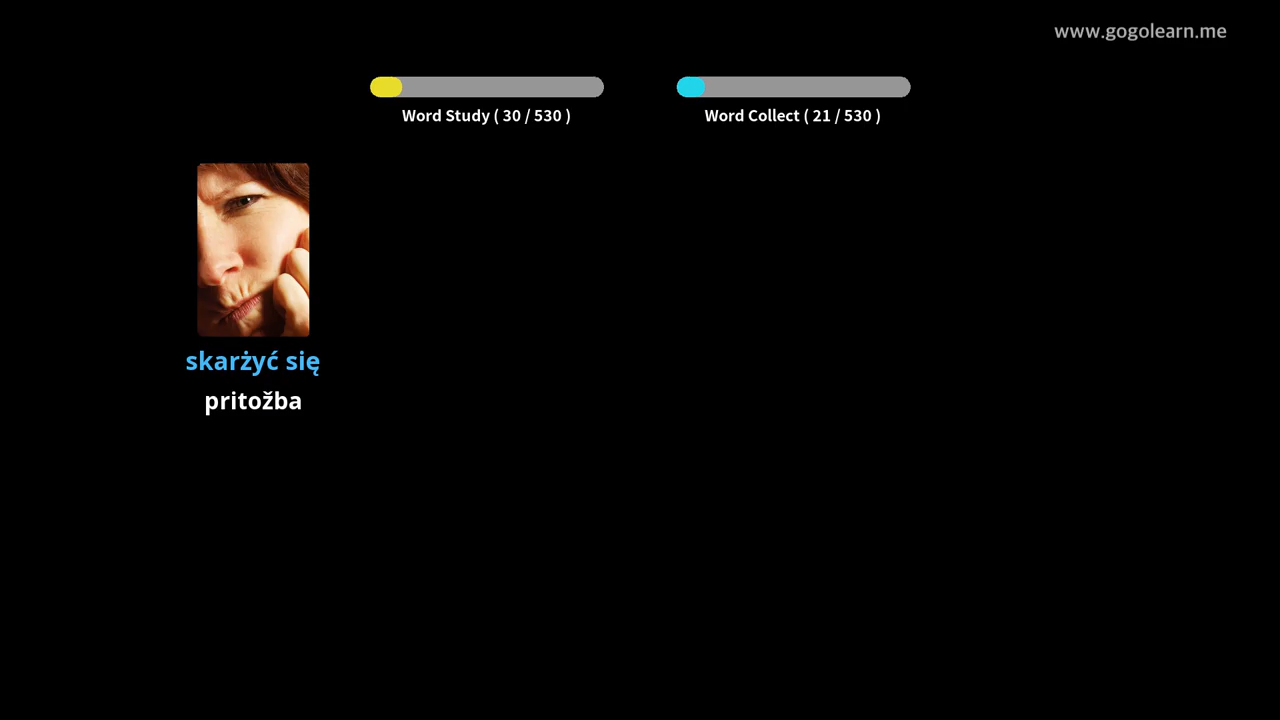 www.gogolearn.me
Word Study ( 30 / 530 )
Word Collect ( 21 / 530 )
skarżyć się
pritožba